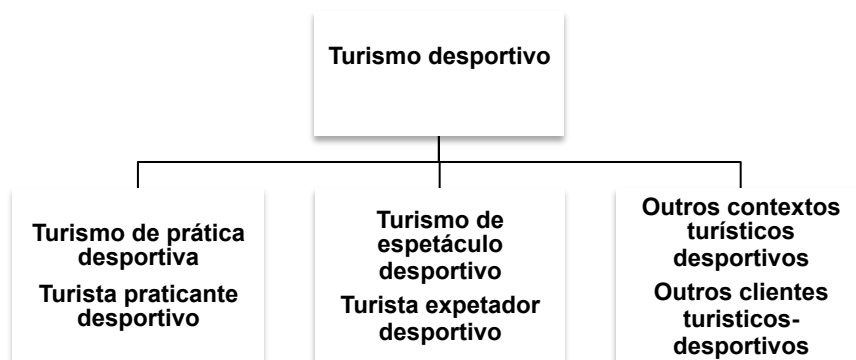 Turismo desportivo
Turismo de prática
desportiva
Turista praticante
desportivo
Turismo de
espetáculo
desportivo
Turista expetador
desportivo
Outros contextos
turísticos
desportivos
Outros clientes
turisticos-
desportivos